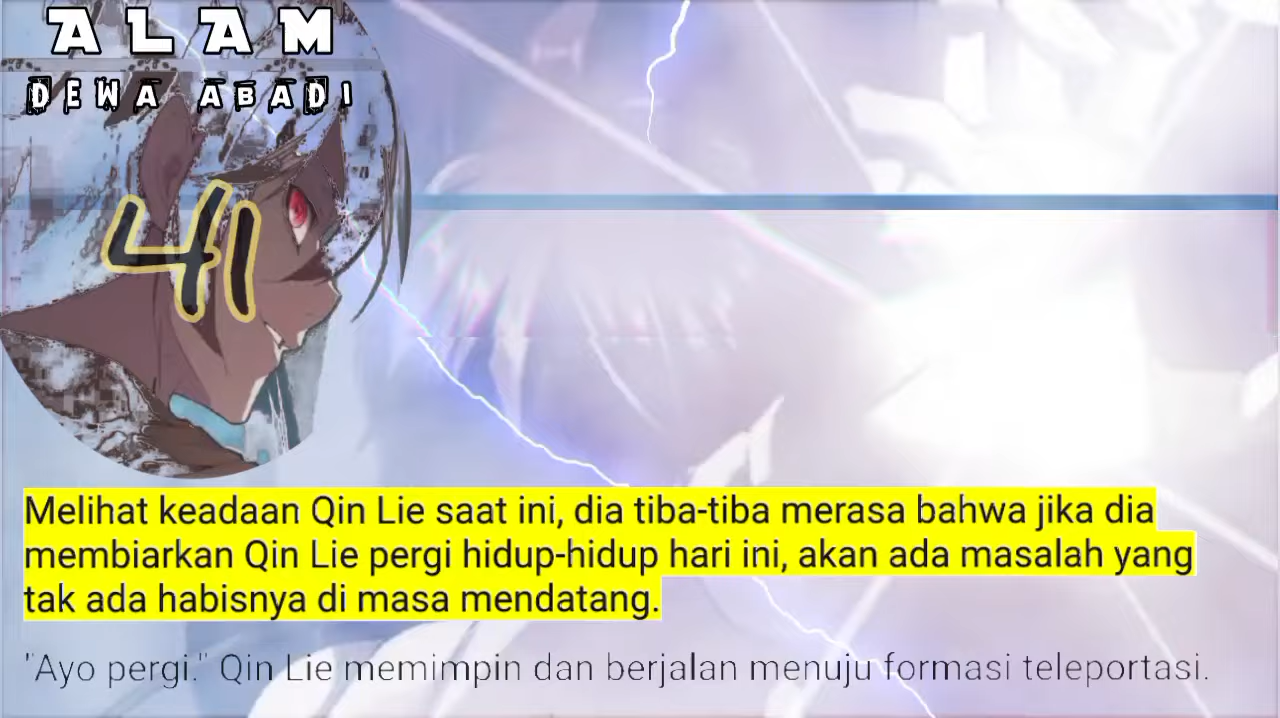 ALAM
DEWA ABADI
41
Melihat keadaan Qin Lie saat ini, dia tiba-tiba merasa bahwa jika dia
membiarkan Qin Lie pergi hidup-hidup hari ini, akan ada masalah yang
tak ada habisnya di masa mendatang.
"Ayo pergi." Qin Lie memimpin dan berjalan menuju formasi teleportasi.